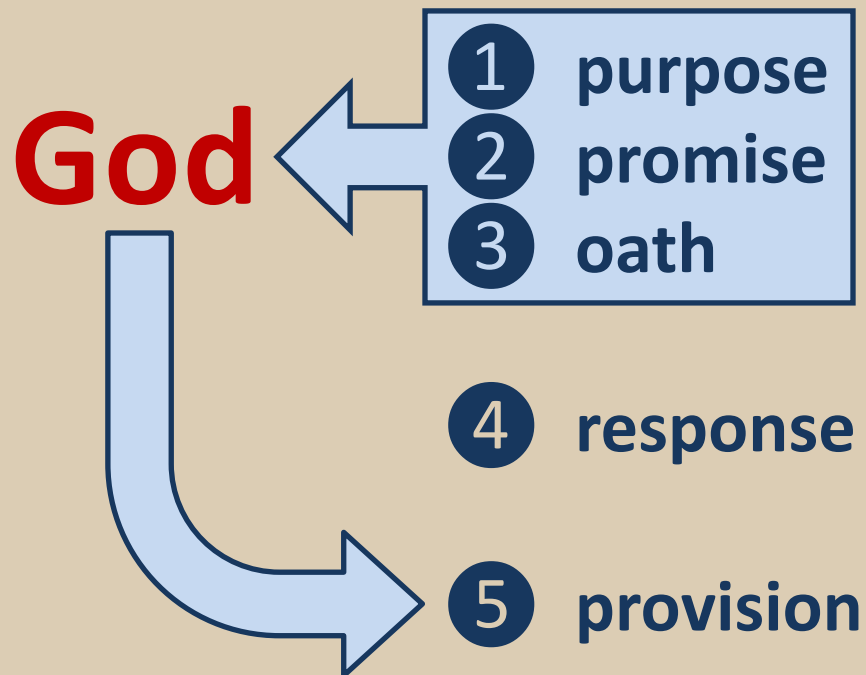 God
1 purpose
2 promise
3 oath
4 response
5 provision